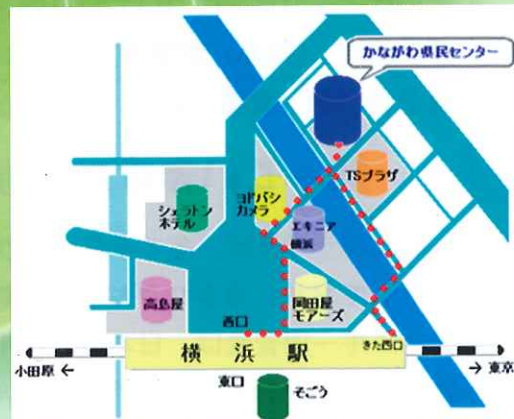 かながわ県民センター
TSプラザ
ヨドバシ
カメラ
シェラトン
ホテル
エキニア
横浜
高島屋
岡田屋
モアーズ
西口
きた西口
横浜駅
小田原 ←
→ 東京
東口
そごう